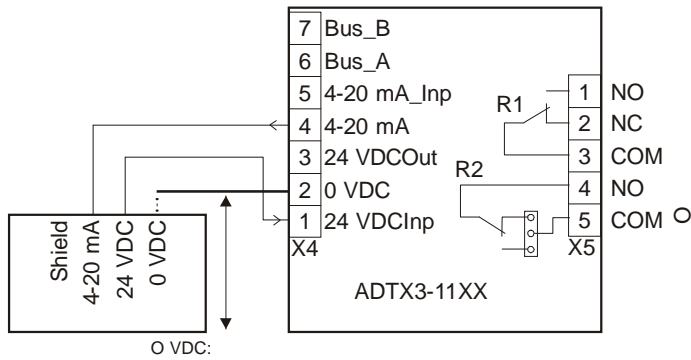 7 Bus_B
6 Bus_A
5 4-20 mA_Inp
4 4-20 mA
3 24 VDCOut
2 0 VDC
1 24 VDCInp
X4
R1
R2
1 NO
2 NC
3 COM
4 NO
5 COM O
X5
ADTX3-11XX
Shield
4-20 mA
24 VDC
0 VDC
O VDC: